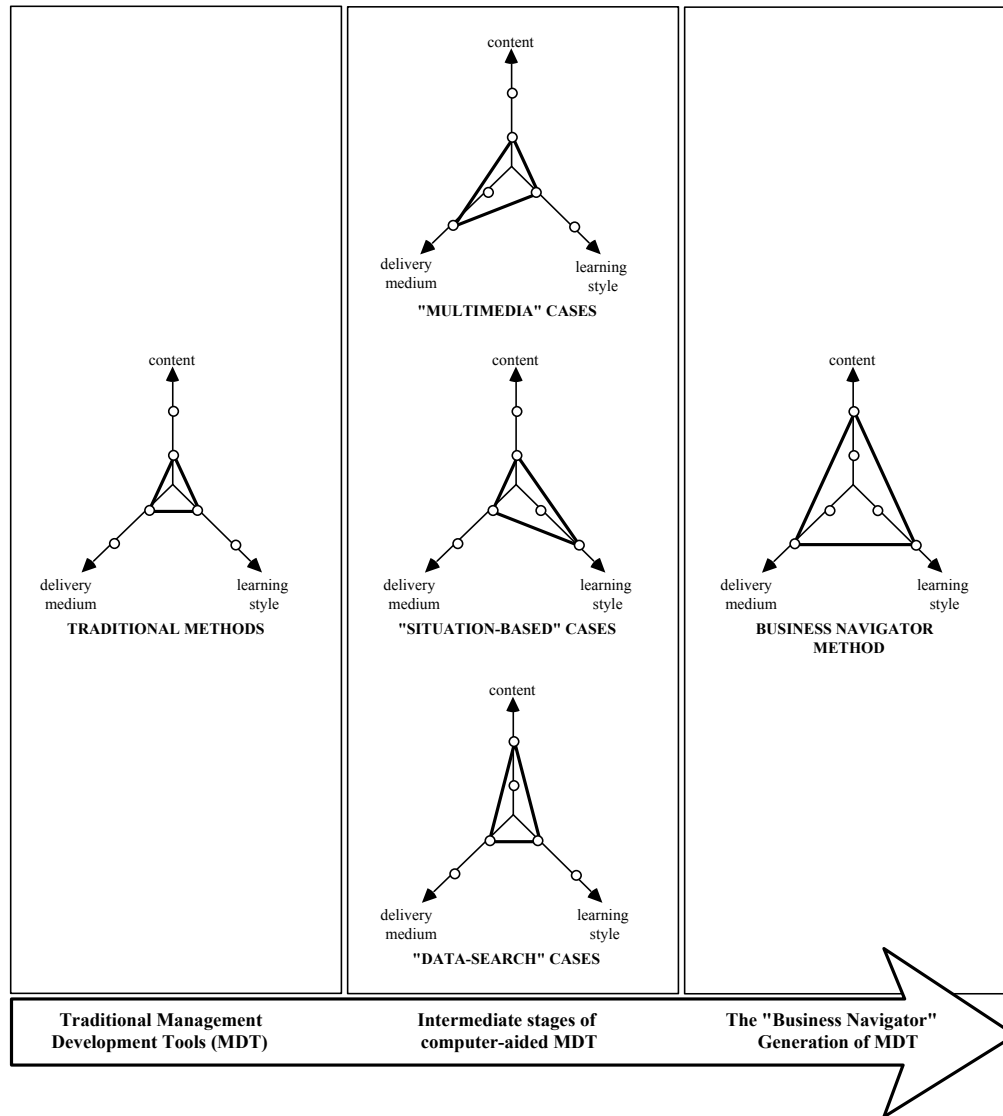 content
delivery
medium
learning
style
"MULTIMEDIA" CASES
content
delivery
medium
learning
style
TRADITIONAL METHODS
content
delivery
medium
learning
style
"SITUATION-BASED" CASES
content
delivery
medium
learning
style
BUSINESS NAVIGATOR
METHOD
content
delivery
medium
learning
style
"DATA-SEARCH" CASES
Traditional Management
Development Tools (MDT)
Intermediate stages of
computer-aided MDT
The "Business Navigator"
Generation of MDT